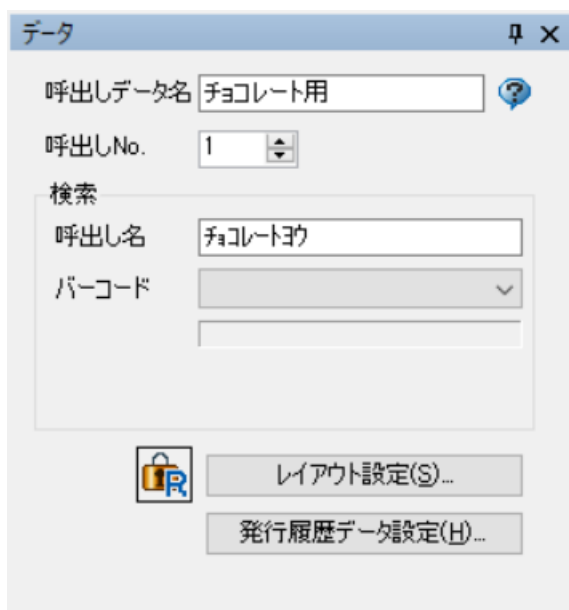 データ
呼出しデータ名 チョコレート用
呼出しNo. 1
検索
呼出し名 ﾁｮｺﾚｰﾄﾖｳ
バーコード
レイアウト設定(S)...
発行履歴データ設定(H)...